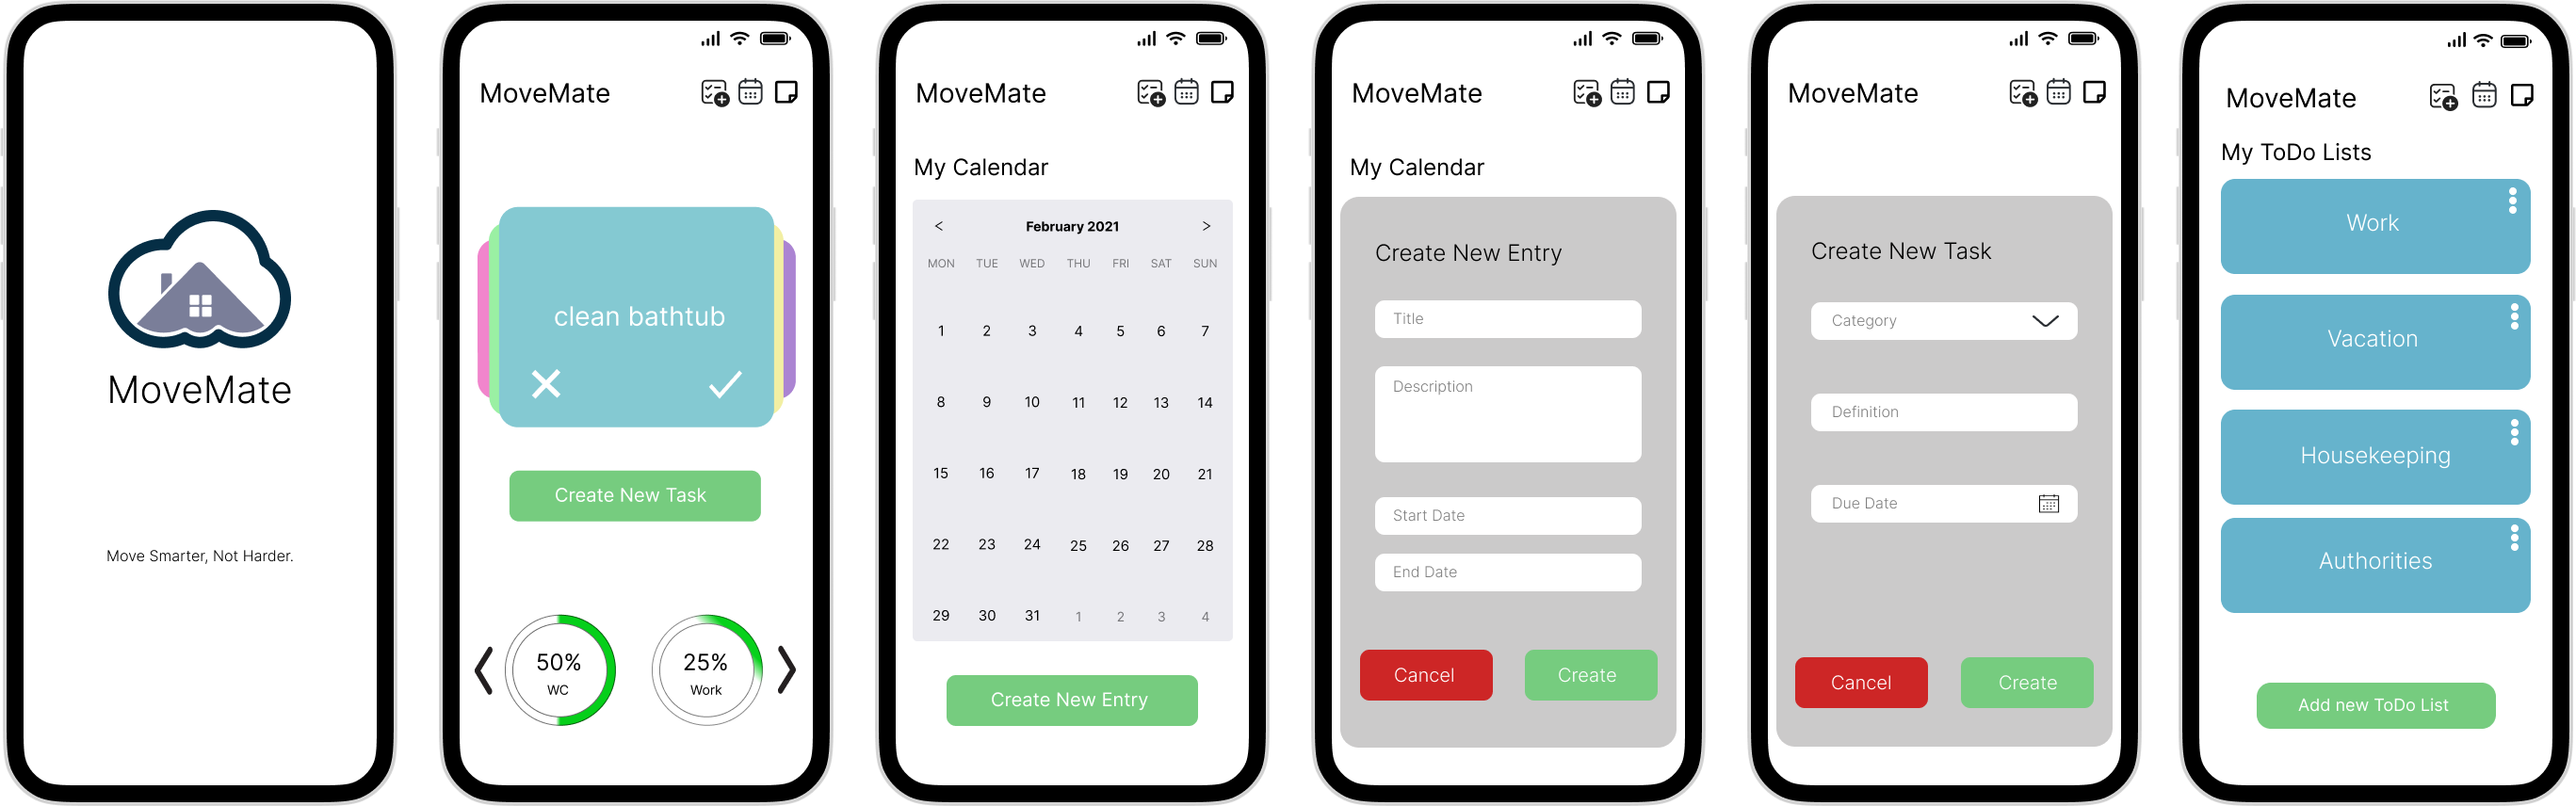 MoveMate
Move Smarter, Not Harder.
MoveMate
clean bathtub
Create New Task
50%
WC
25%
Work
MoveMate
My Calendar
< February 2021 >
MON TUE WED THU FRI SAT SUN
1 2 3 4 5 6 7
8 9 10 11 12 13 14
15 16 17 18 19 20 21
22 23 24 25 26 27 28
29 30 31 1 2 3 4
Create New Entry
MoveMate
My Calendar
Create New Entry
Title
Description
Start Date
End Date
Cancel Create
MoveMate
Create New Task
Category
Definition
Due Date
Cancel Create
MoveMate
My ToDo Lists
Work
Vacation
Housekeeping
Authorities
Add new ToDo List